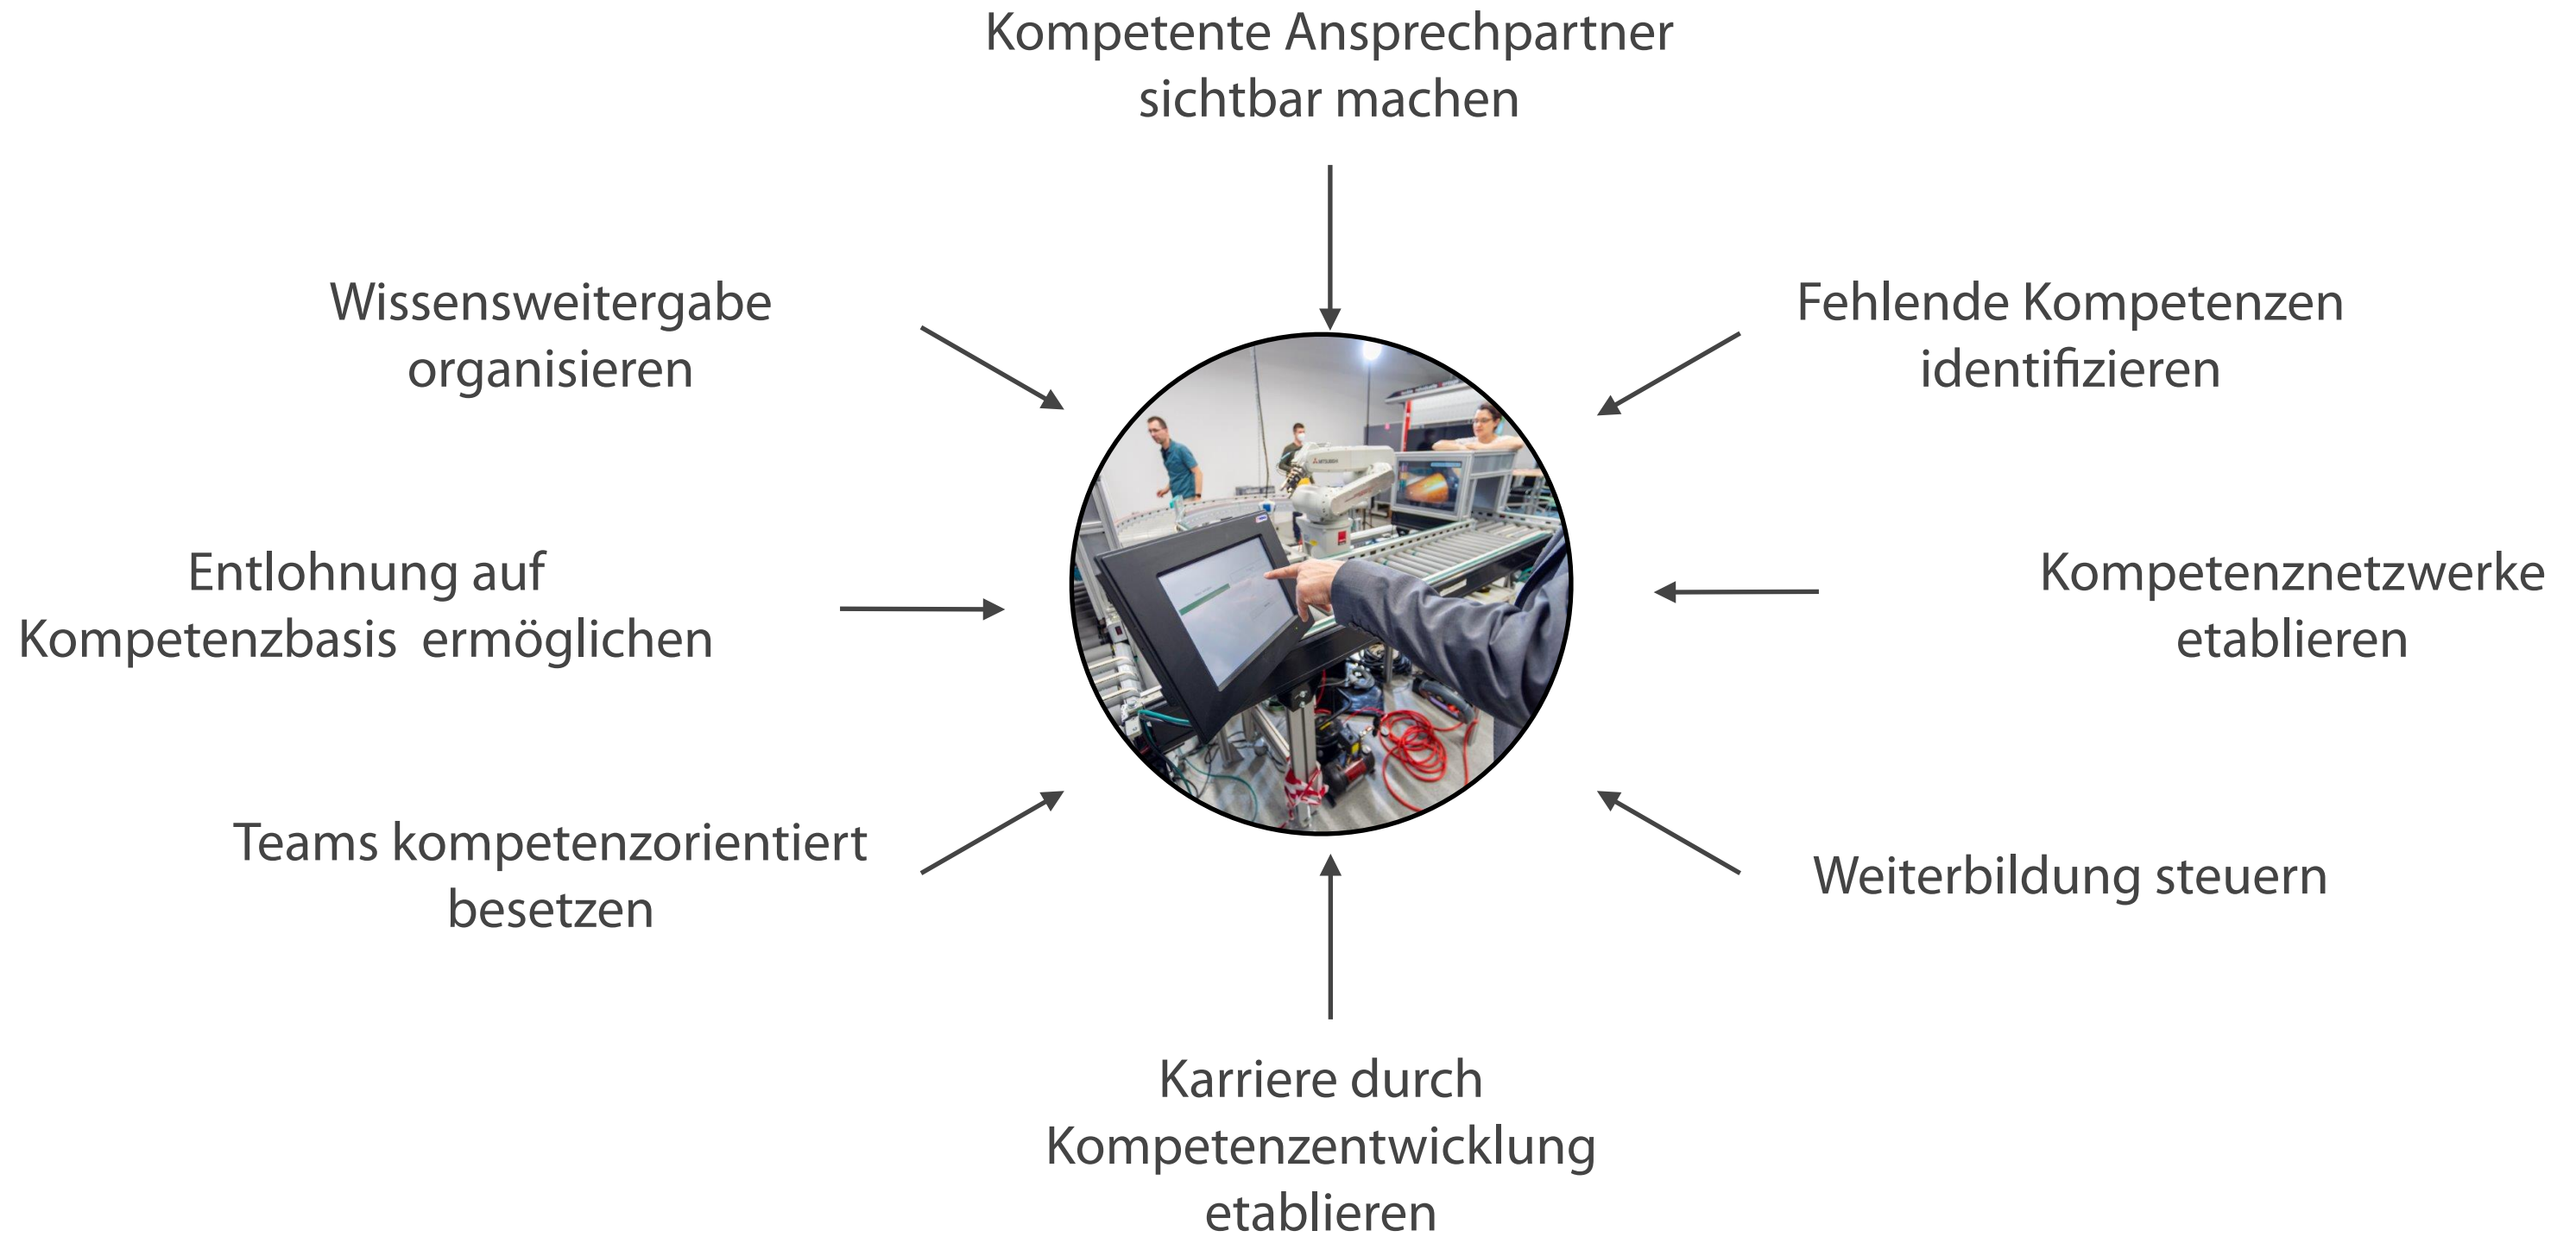 Kompetente Ansprechpartner
sichtbar machen
Wissensweitergabe
organisieren
Fehlende Kompetenzen
identifizieren
Entlohnung auf
Kompetenzbasis  ermöglichen
Kompetenznetzwerke
etablieren
Teams kompetenzorientiert
besetzen
Weiterbildung steuern
Karriere durch
Kompetenzentwicklung
etablieren